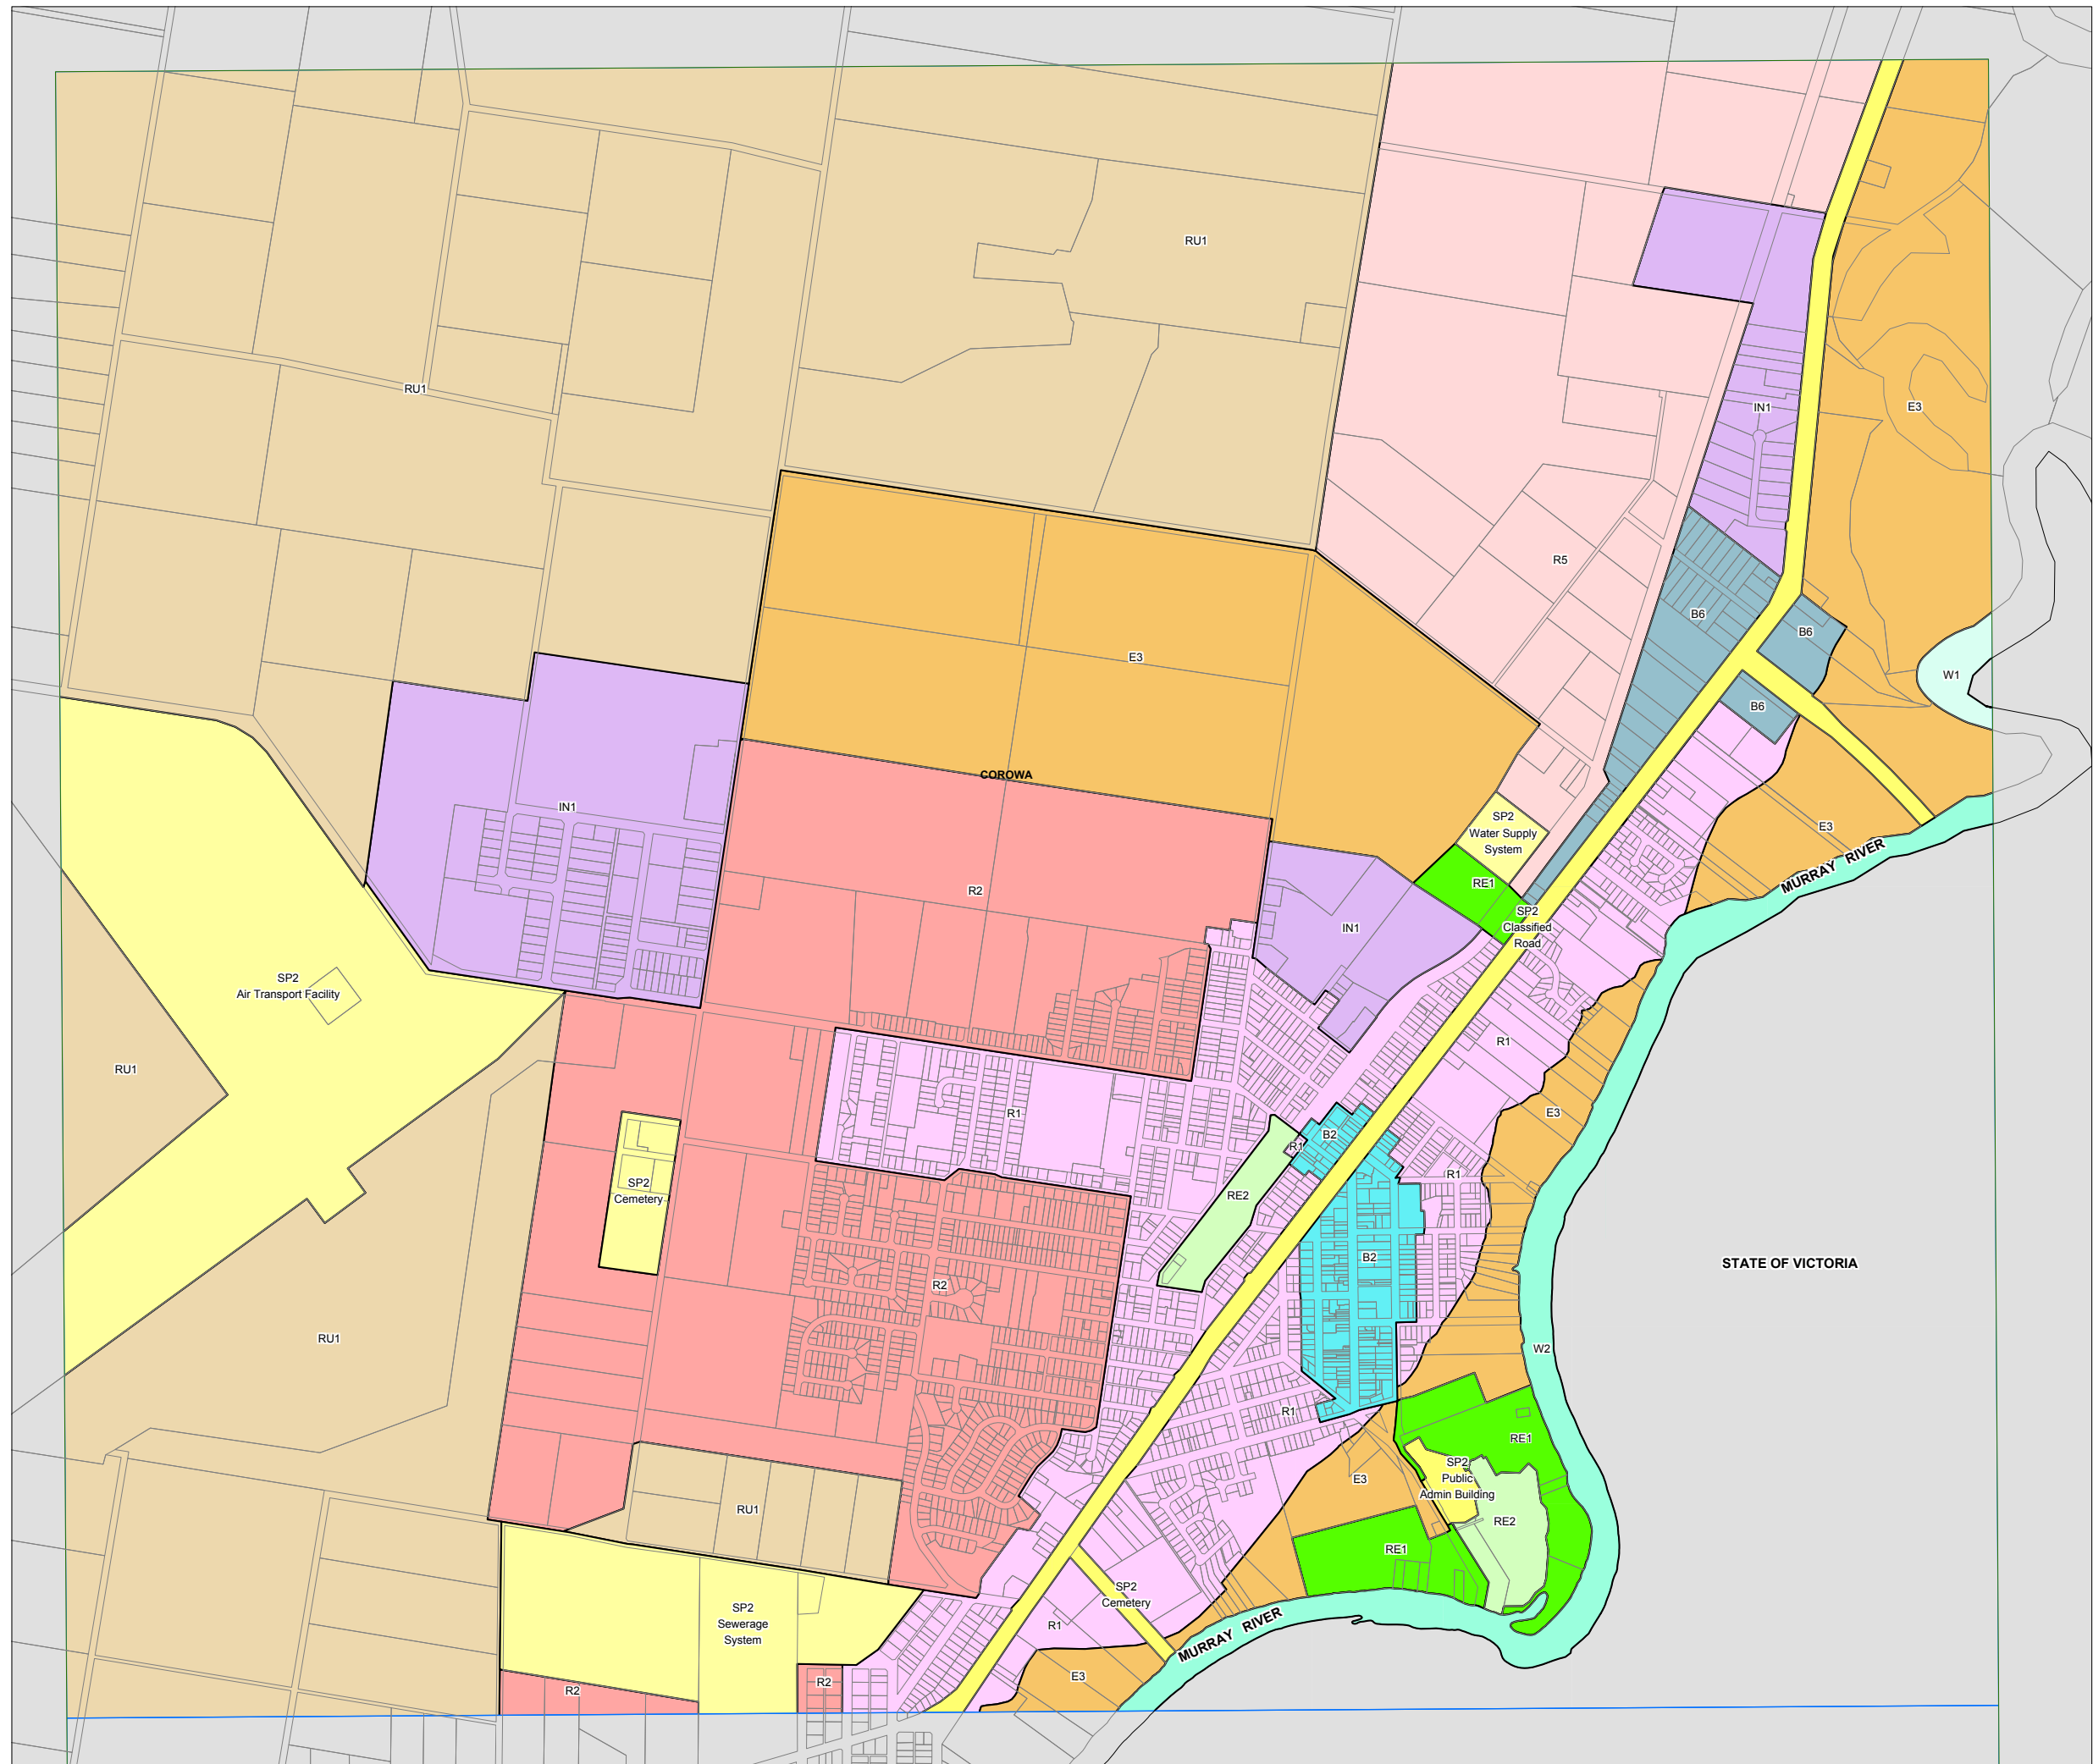 RU1
RU1
E3
IN1
R5
B6
B6
E3
W1
B6
COROWA
IN1
SP2
Water Supply
System
E3
MURRAY RIVER
R2
RE1
SP2
Classified
Road
IN1
SP2
Air Transport Facility
R1
RU1
R1
E3
B2
R1
R1
SP2
Cemetery
RE2
B2
STATE OF VICTORIA
R2
RU1
W2
R1
RE1
E3
SP2
Public
Admin Building
RU1
RE2
RE1
SP2
Cemetery
SP2
Sewerage
System
R1
MURRAY RIVER
E3
R2
R2